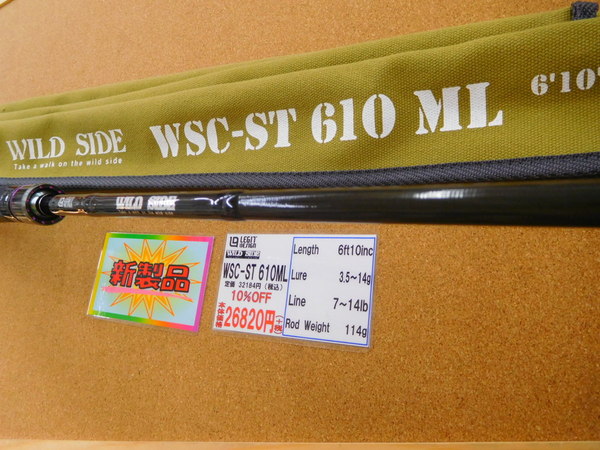 WILD SIDE
Take a walk on the wild side
WSC-ST 610 ML
6'10"
WILD SIDE
新製品
LEGIT
DESIGN
WILD SIDE
WSC-ST 610ML
定価 32184円(税込)
10%OFF
本体価格 26820円(+税)
Length 6ft10inc
Lure 3.5~14g
Line 7~14lb
Rod Weight 114g